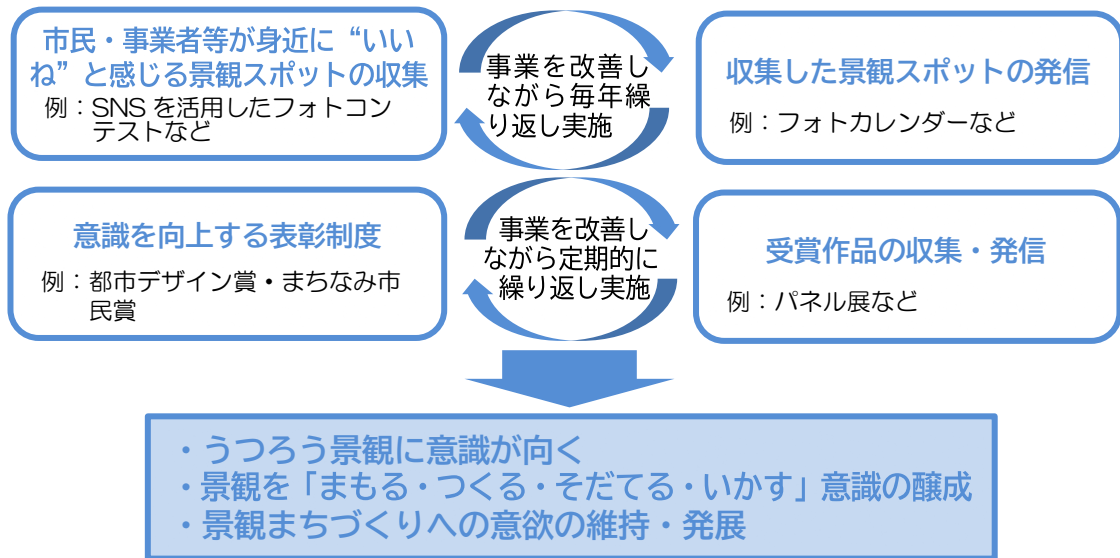 市民・事業者等が身近に“いい
ね”と感じる景観スポットの収集
例：SNSを活用したフォトコン
テストなど
事業を改善し
ながら毎年繰
り返し実施
収集した景観スポットの発信
例：フォトカレンダーなど
意識を向上する表彰制度
例：都市デザイン賞・まちなみ市
民賞
事業を改善し
ながら定期的に
繰り返し実施
受賞作品の収集・発信
例：パネル展など
・うつろう景観に意識が向く
・景観を「まもる・つくる・そだてる・いかす」意識の醸成
・景観まちづくりへの意欲の維持・発展